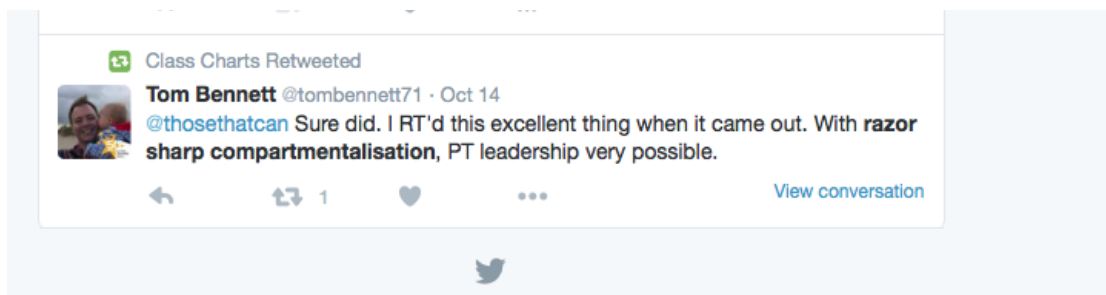 Class Charts Retweeted
Tom Bennett @tombennett71 · Oct 14
@thosethatcan Sure did. I RT'd this excellent thing when it came out. With razor
sharp compartmentalisation, PT leadership very possible.
1
View conversation